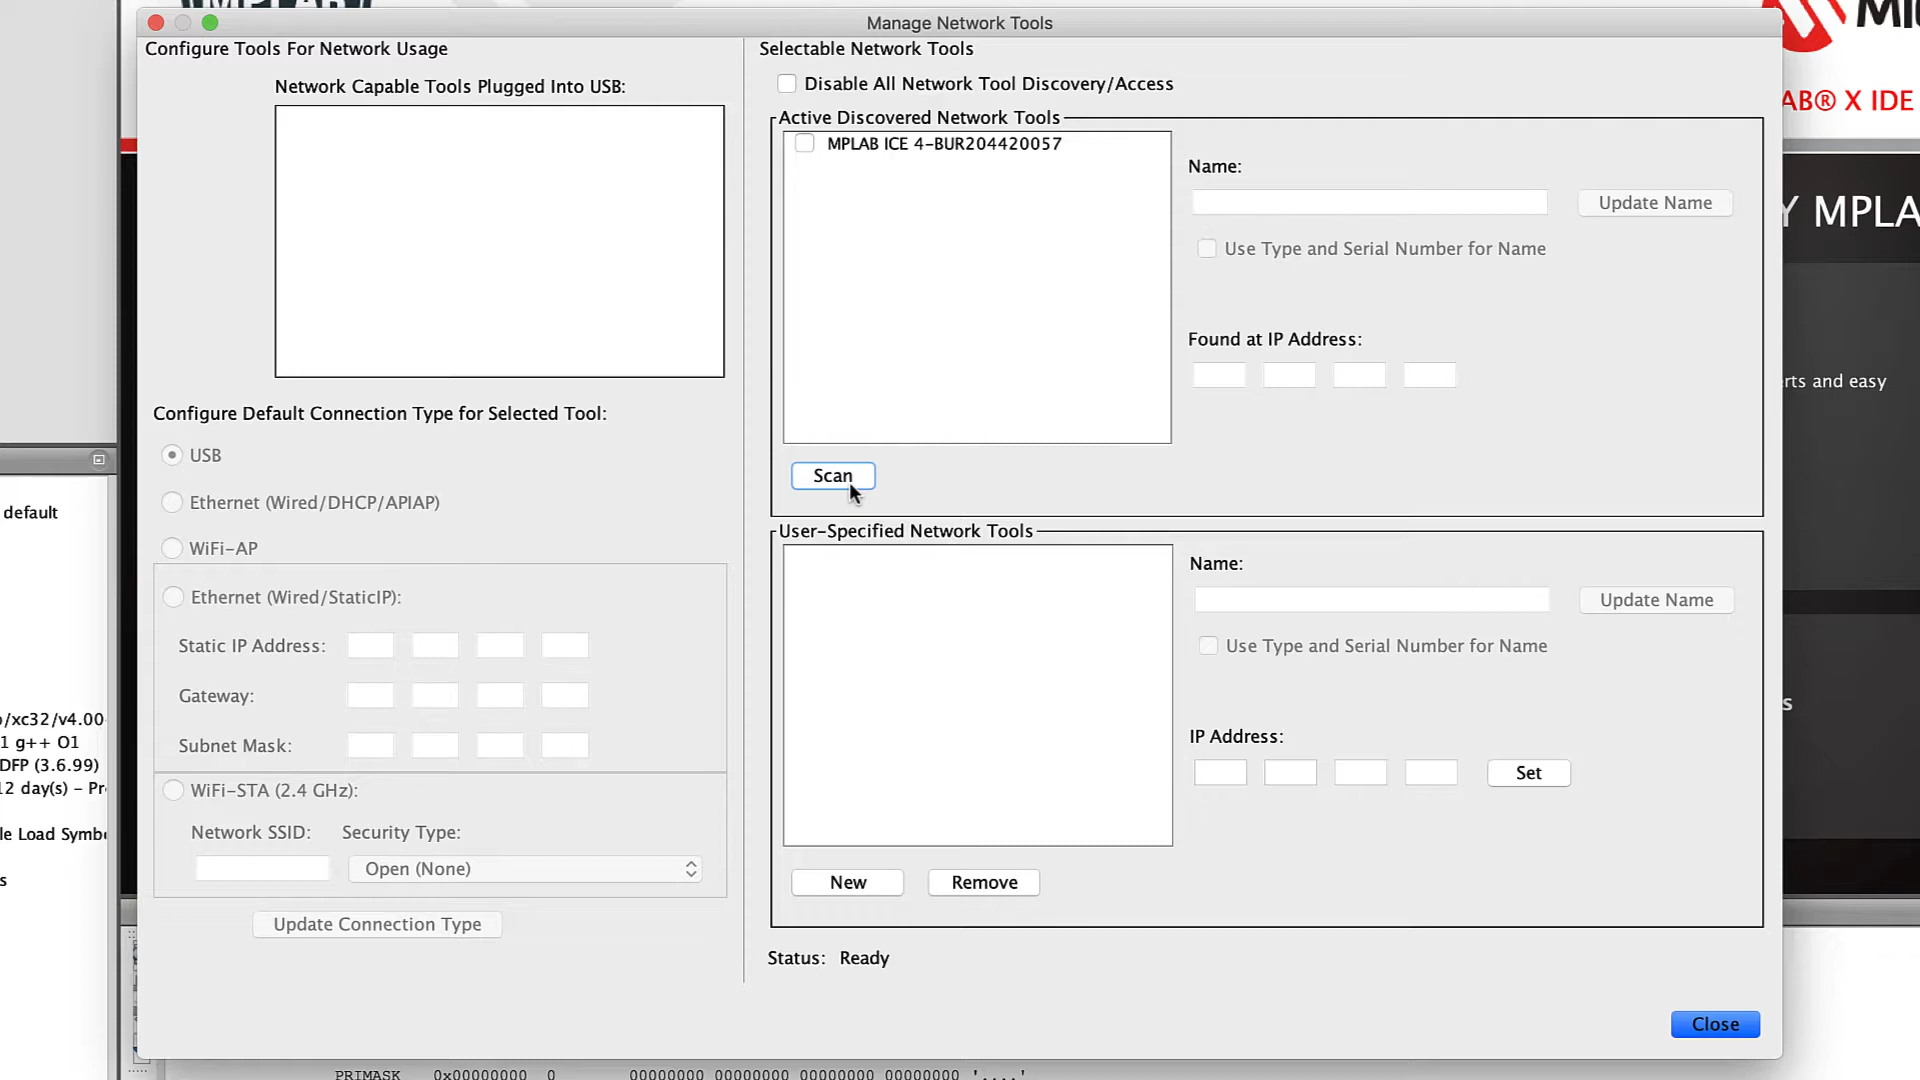 Manage Network Tools
Configure Tools For Network Usage
Network Capable Tools Plugged Into USB:
Configure Default Connection Type for Selected Tool:
USB
Ethernet (Wired/DHCP/APIAP)
WiFi-AP
Ethernet (Wired/StaticIP):
Static IP Address:
Gateway:
Subnet Mask:
WiFi-STA (2.4 GHz):
Network SSID: Security Type:
Open (None)
Update Connection Type
Selectable Network Tools
Disable All Network Tool Discovery/Access
Active Discovered Network Tools
MPLAB ICE 4-BUR204420057
Name:
Update Name
Use Type and Serial Number for Name
Found at IP Address:
Scan
User-Specified Network Tools
Name:
Update Name
Use Type and Serial Number for Name
IP Address:
Set
New Remove
Status: Ready
Close
AB® X IDE
Y MPLA
rts and easy
s
default
/xc32/v4.00
1 g++ O1
DFP (3.6.99)
12 day(s) - Pr
le Load Symb
s
PRIMASK 0x00000000 0 00000000 00000000 00000000 00000000 '....'